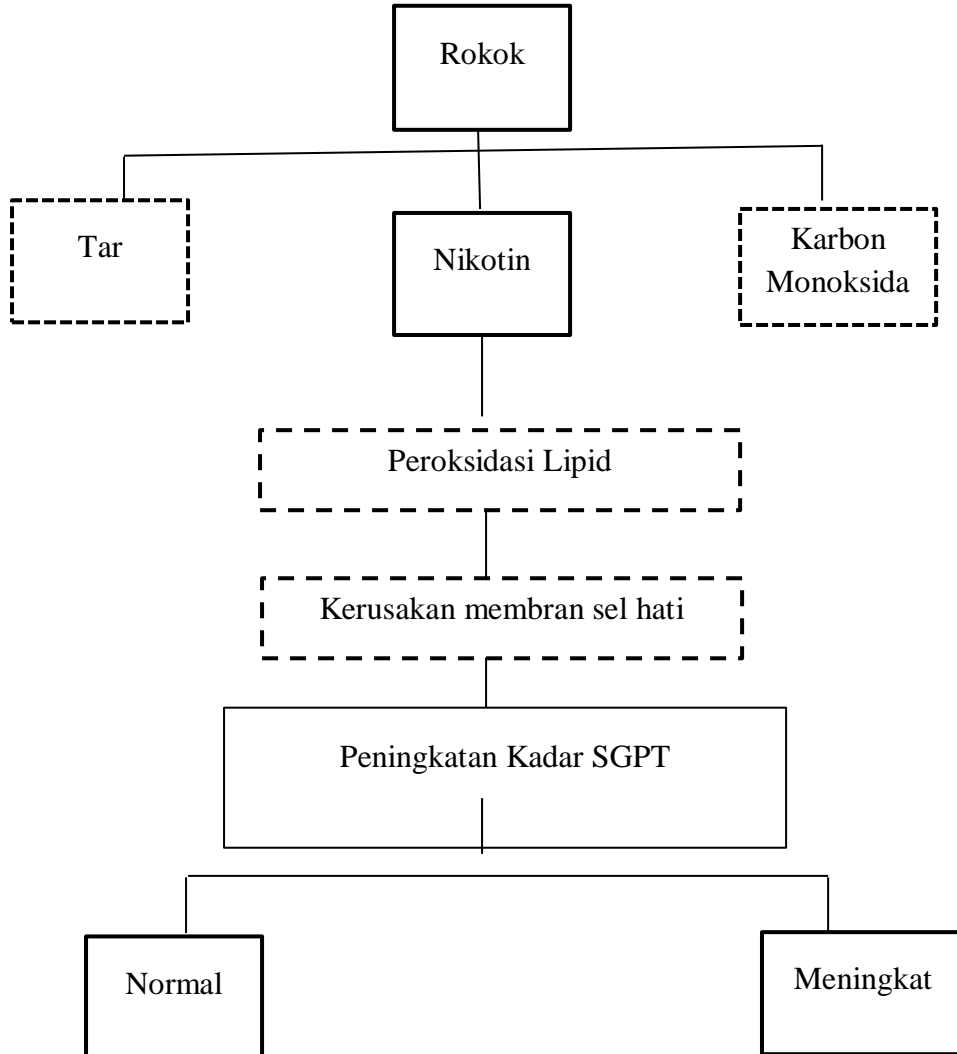 Rokok
Tar
Nikotin
Karbon
Monoksida
Peroksidasi Lipid
Kerusakan membran sel hati
Peningkatan Kadar SGPT
Normal
Meningkat